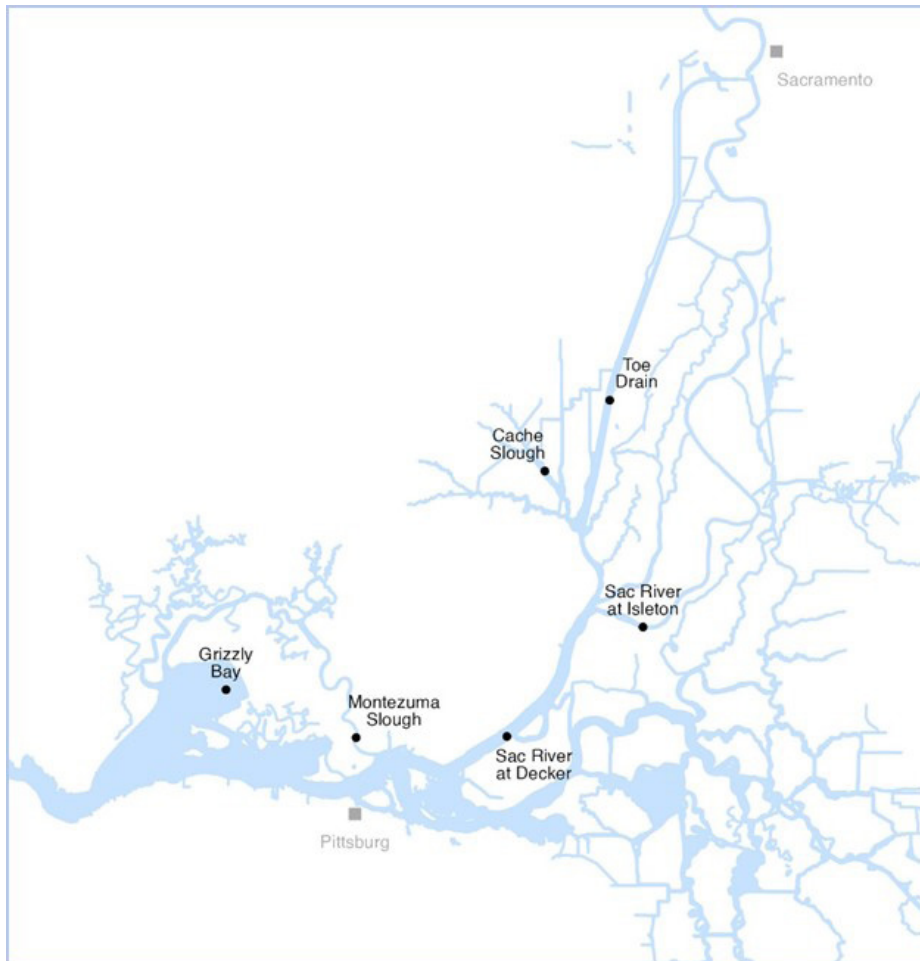 Sacramento
Toe
Drain
Cache
Slough
Sac River
at Isleton
Grizzly
Bay
Montezuma
Slough
Sac River
at Decker
Pittsburg